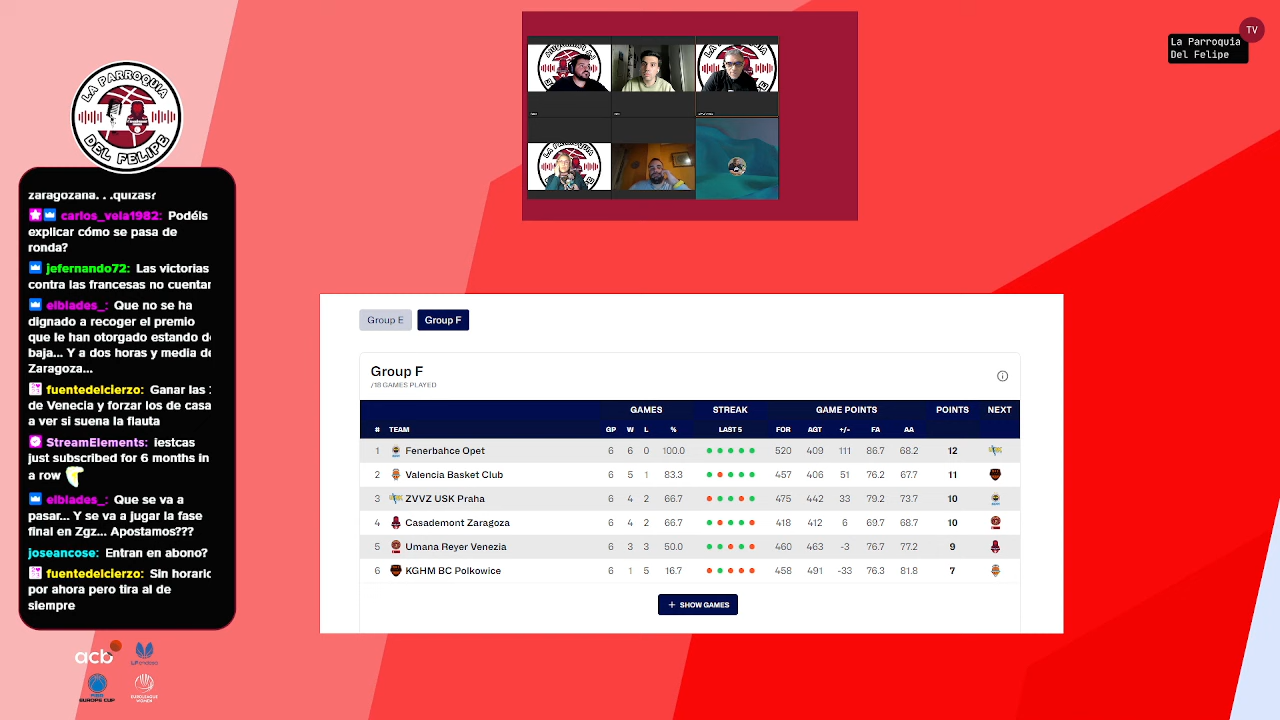 La Parroquia
Del Felipe
TV
LA PARROQUIA
DEL FELIPE
zaragozana. . .quizas?
carlos_vela1982: Podéis
explicar cómo se pasa de
ronda?
jefernando72: Las victorias
contra las francesas no cuentan
elblades_: Que no se ha
dignado a recoger el premio
que le han otorgado estando de
baja... Y a dos horas y media de
Zaragoza...
fuentedelcierzo: Ganar las
de Venecia y forzar los de casa
a ver si suena la flauta
StreamElements: lestcas
just subscribed for 6 months in
a row
elblades_: Que se va a
pasar... Y se va a jugar la fase
final en Zgz... Apostamos???
joseancose: Entran en abono?
fuentedelcierzo: Sin horario
por ahora pero tira al de
siempre
acb
EUROPE CUP
EUROLEAGUE
WOMEN
Group E
Group F
Group F
/18 GAMES PLAYED
GAMES STREAK GAME POINTS POINTS NEXT
# TEAM GP W L % LAST 5 FOR AGT +/- FA AA
1 Fenerbahce Opet 6 6 0 100.0 520 409 111 86.7 68.2 12
2 Valencia Basket Club 6 5 1 83.3 457 406 51 76.2 67.7 11
3 ZVVZ USK Praha 6 4 2 66.7 475 442 33 79.2 73.7 10
4 Casademont Zaragoza 6 4 2 66.7 418 412 6 69.7 68.7 10
5 Umana Reyer Venezia 6 3 3 50.0 460 463 -3 76.7 77.2 9
6 KGHM BC Polkowice 6 1 5 16.7 458 491 -33 76.3 81.8 7
+ SHOW GAMES